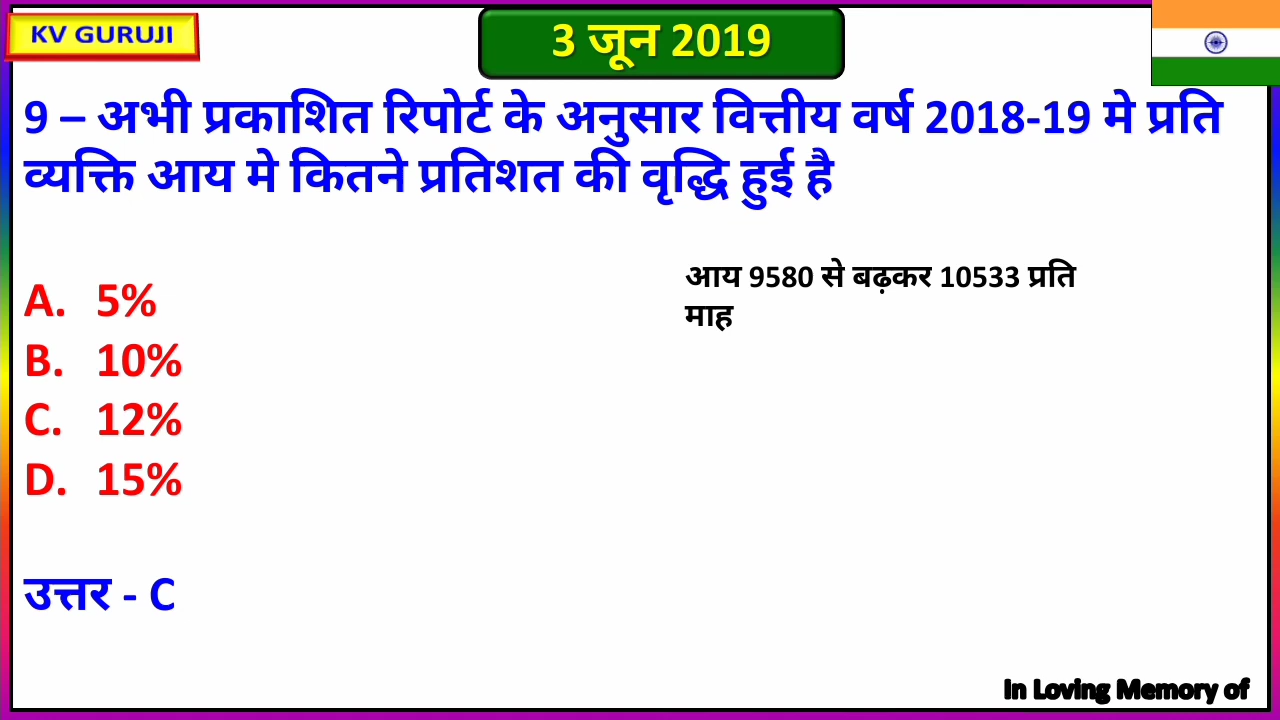 KV GURUJI
3 जून 2019
9 – अभी प्रकाशित रिपोर्ट के अनुसार वित्तीय वर्ष 2018-19 मे प्रति
व्यक्ति आय मे कितने प्रतिशत की वृद्धि हुई है
आय 9580 से बढ़कर 10533 प्रति
माह
A. 5%
B. 10%
C. 12%
D. 15%
उत्तर - C
In Loving Memory of